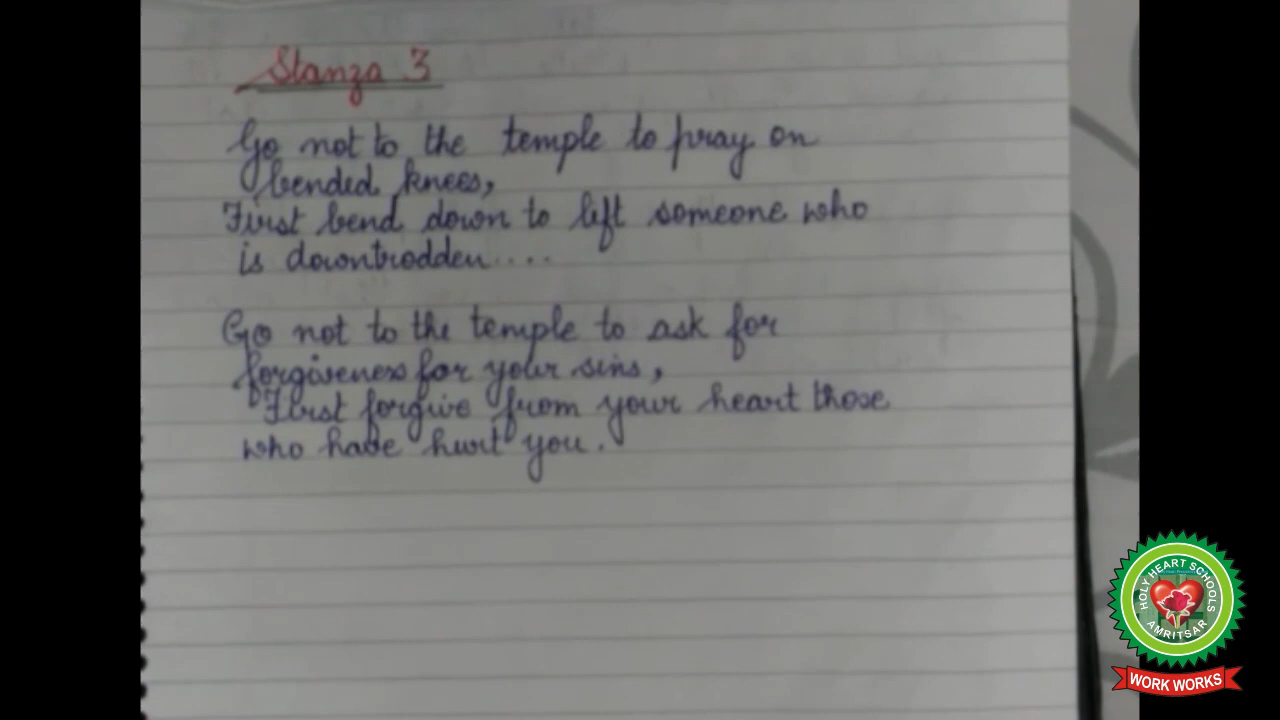 Stanza 3
Go not to the temple to pray on
bended knees,
First bend down to lift someone who
is downtrodden....
Go not to the temple to ask for
forgiveness for your sins,
First forgive from your heart those
who have hurt you.
HOLY HEART SCHOOLS
AMRITSAR
WORK WORKS